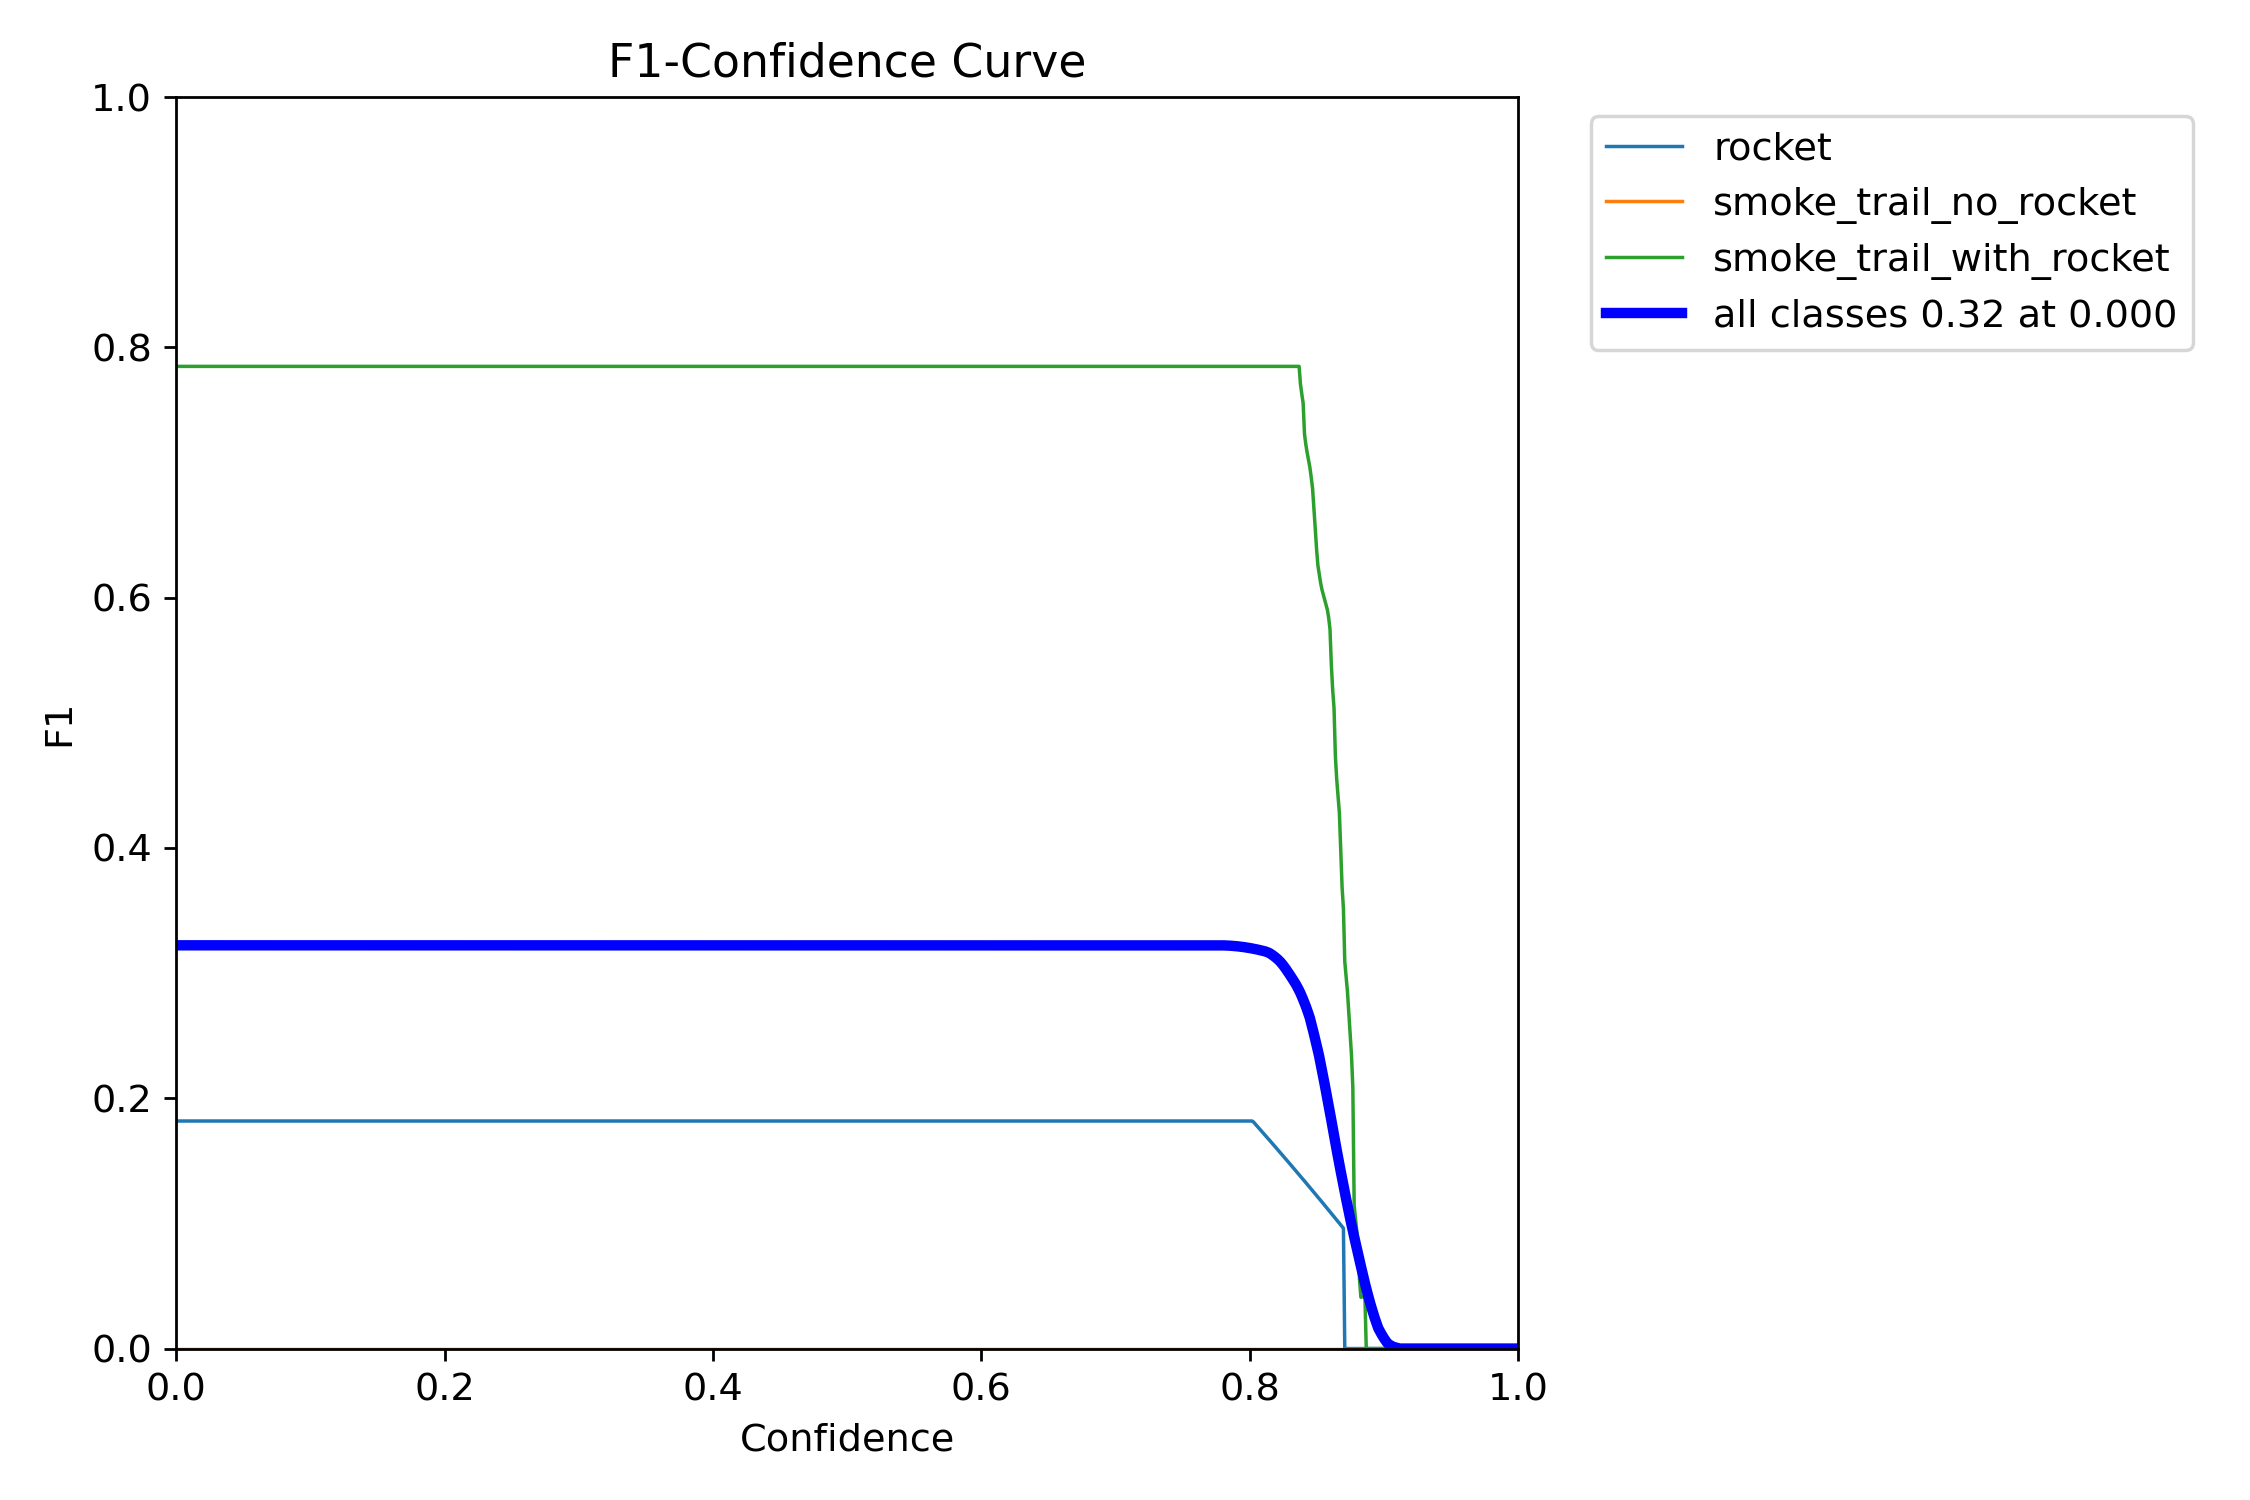 F1-Confidence Curve
1.0
0.8
0.6
0.4
0.2
0.0
F1
0.0 0.2 0.4 0.6 0.8 1.0
Confidence
rocket
smoke_trail_no_rocket
smoke_trail_with_rocket
all classes 0.32 at 0.000